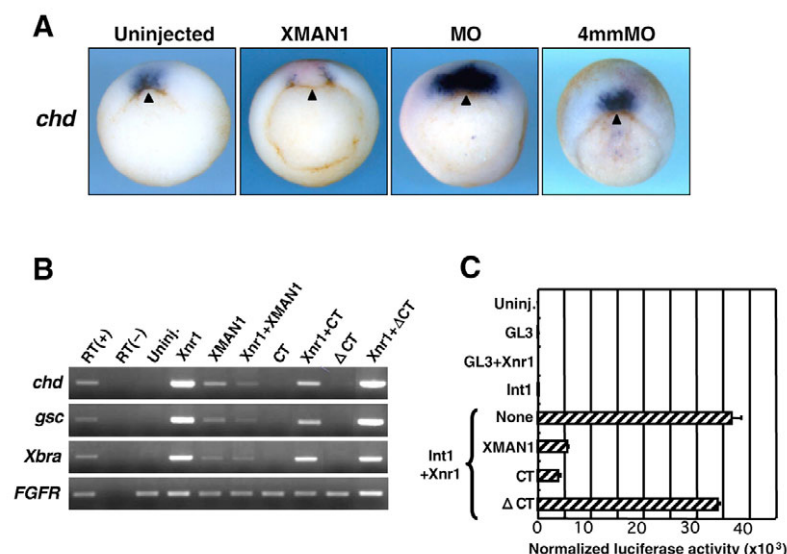 A
Uninjected XMAN1 MO 4mmMO
chd
B
RT(+) RT(−) Uninj. Xnr1 XMAN1 Xnr1+XMAN1 CT Xnr1+CT ΔCT Xnr1+ΔCT
chd
gsc
Xbra
FGFR
C
Uninj.
GL3
GL3+Xnr1
Int1
None
XMAN1
CT
ΔCT
Int1
+Xnr1
0 10 20 30 40
Normalized luciferase activity (x10³)